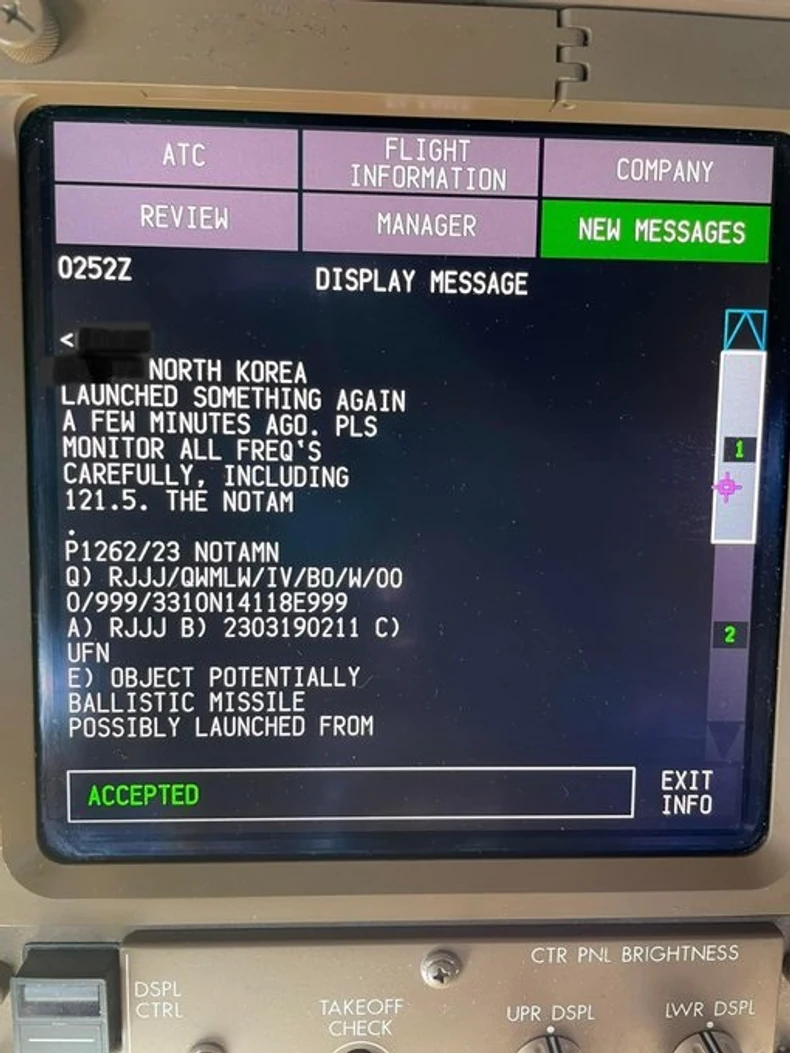 ATC
FLIGHT
INFORMATION
COMPANY
REVIEW
MANAGER
NEW MESSAGES
0252Z
DISPLAY MESSAGE
<
NORTH KOREA
LAUNCHED SOMETHING AGAIN
A FEW MINUTES AGO. PLS
MONITOR ALL FREQ'S
CAREFULLY, INCLUDING
121.5. THE NOTAM
.
P1262/23 NOTAMN
Q) RJJJ/QWMLW/IV/BO/W/00
0/999/3310N14118E999
A) RJJJ B) 2303190211 C)
UFN
E) OBJECT POTENTIALLY
BALLISTIC MISSILE
POSSIBLY LAUNCHED FROM
1
2
ACCEPTED
EXIT
INFO
DSPL
CTRL
TAKEOFF
CHECK
CTR PNL BRIGHTNESS
UPR DSPL
LWR DSPL